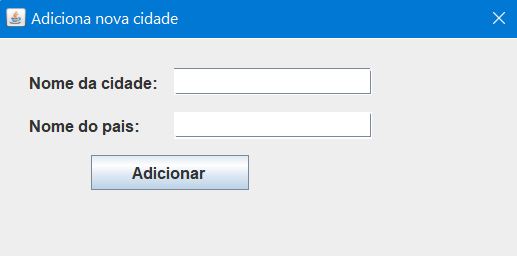 Adiciona nova cidade
Nome da cidade:
Nome do pais:
Adicionar